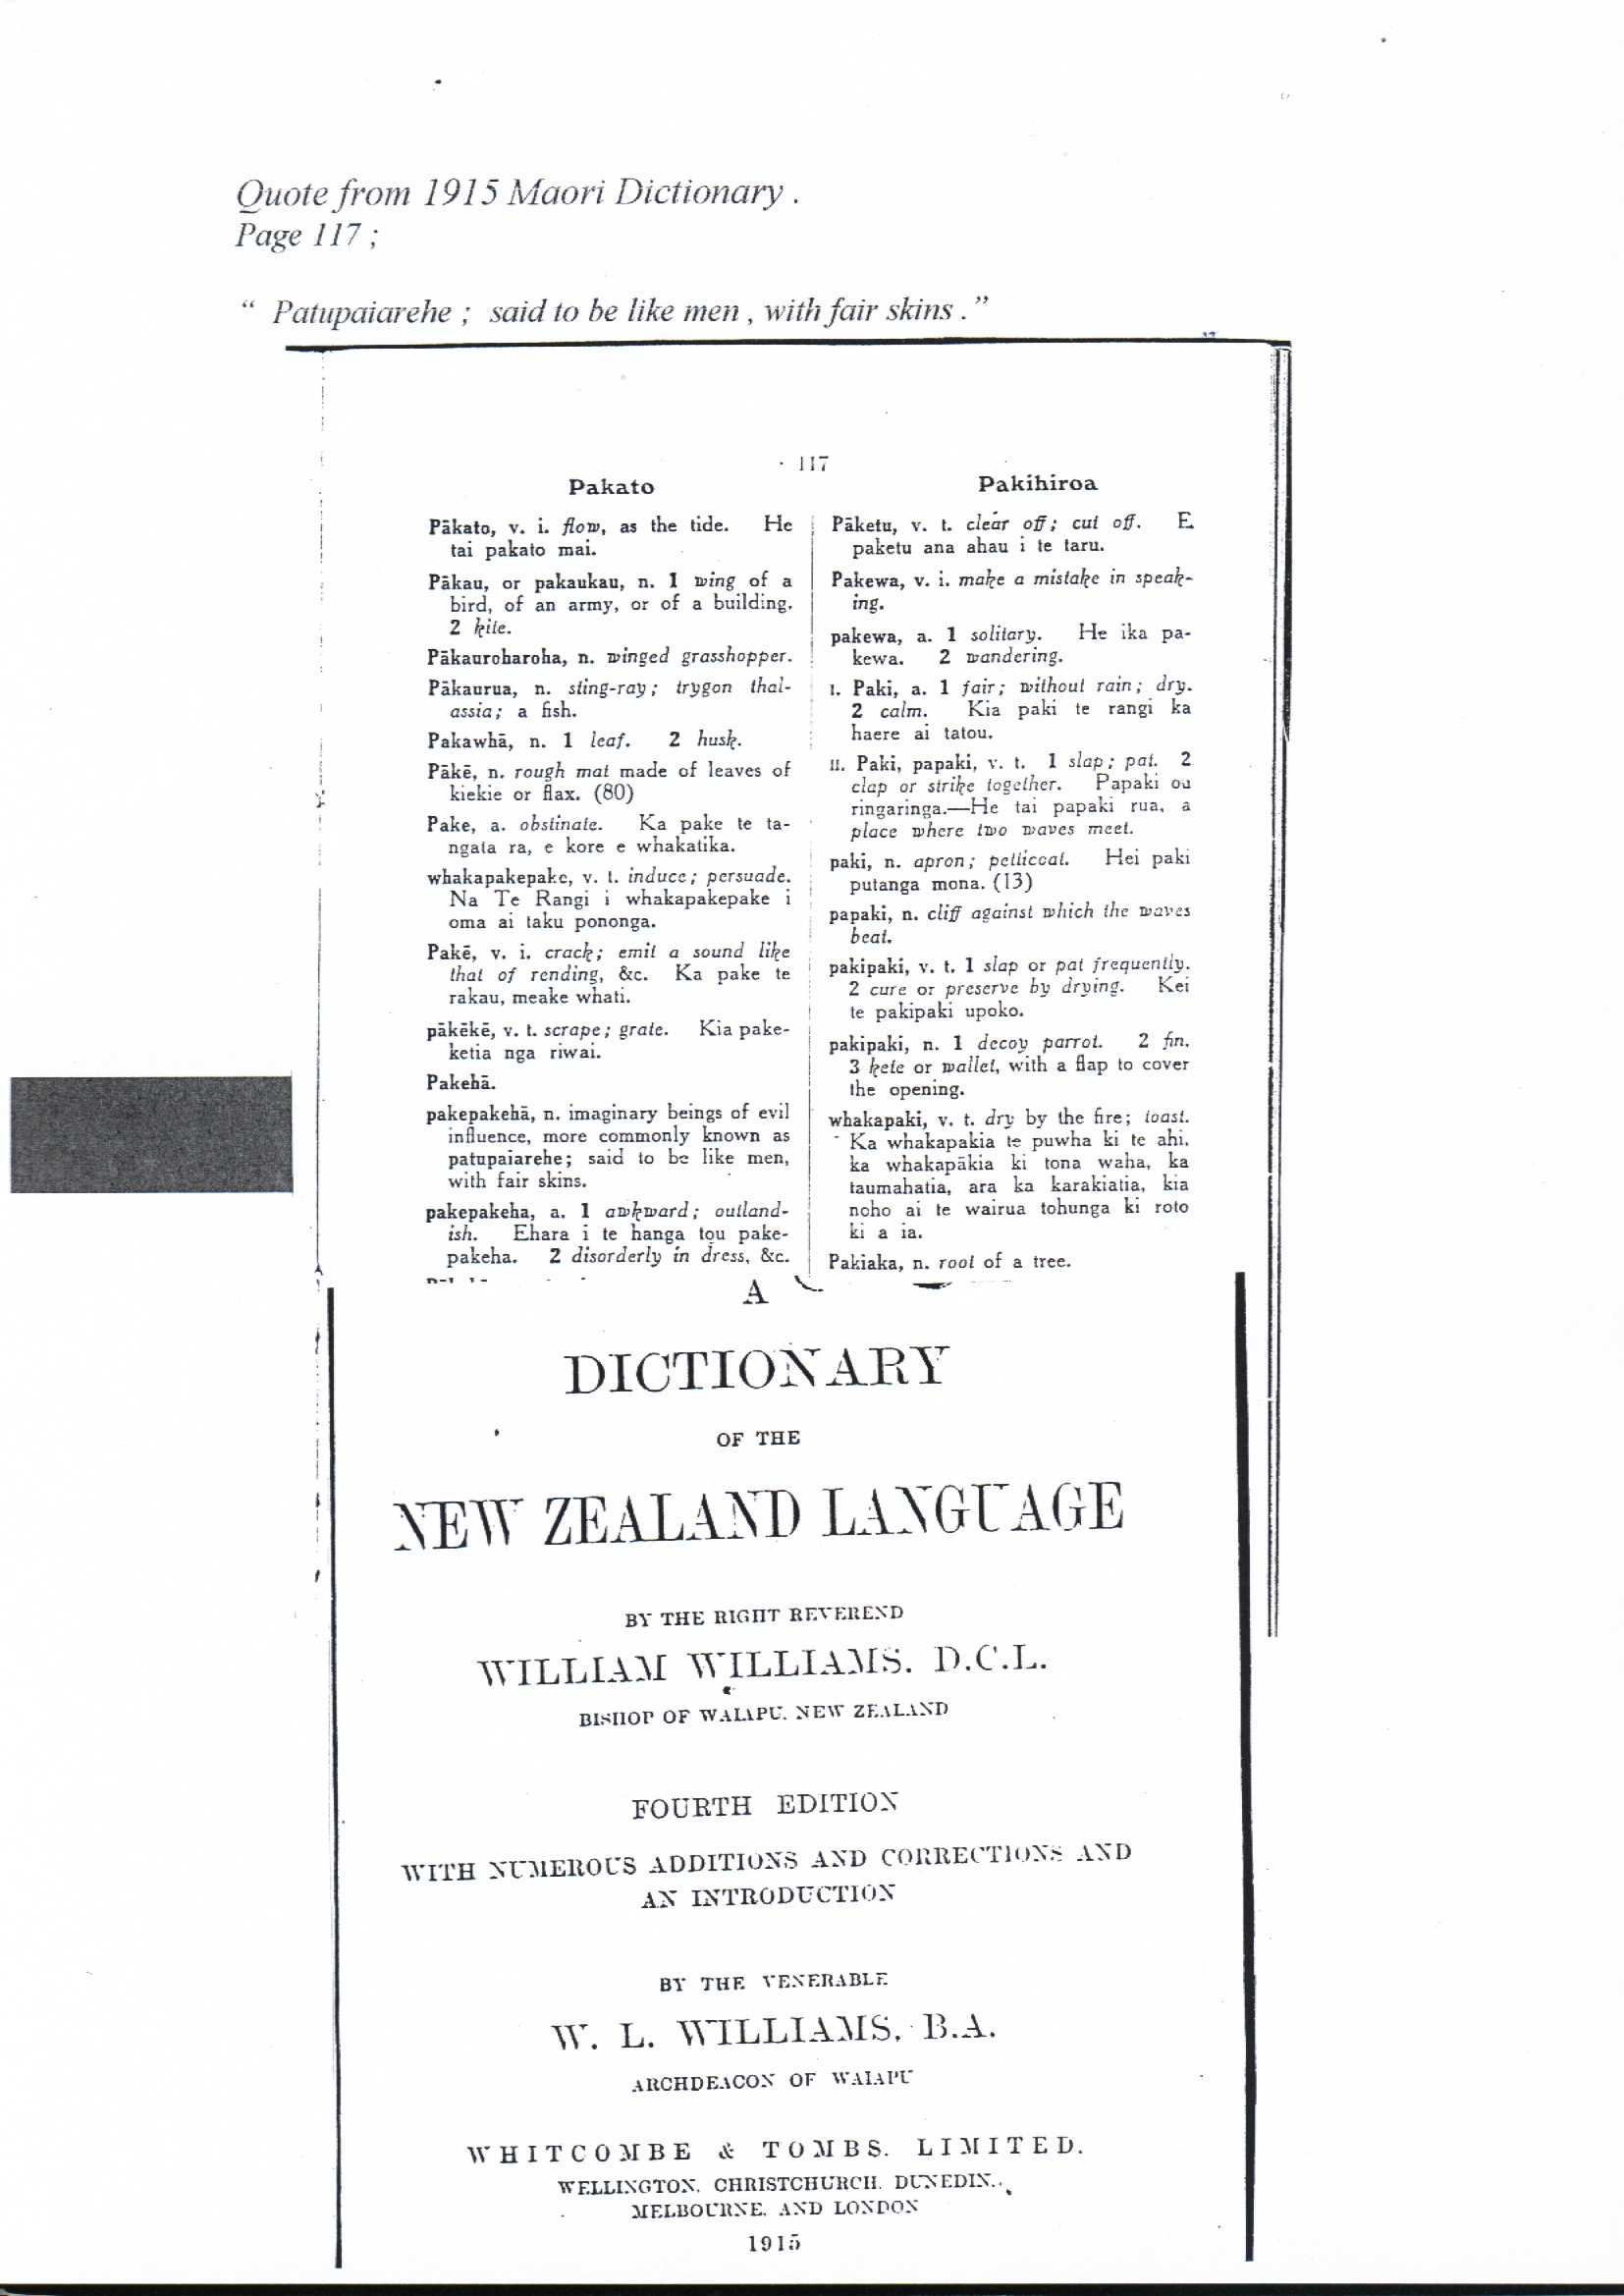 Quote from 1915 Maori Dictionary .
Page 117 ;
“ Patupaiarehe ; said to be like men , with fair skins . ”
117
Pakato
Pākato, v. i. flow, as the tide. He
tai pakato mai.
Pākau, or pakaukau, n. 1 wing of a
bird, of an army, or of a building.
2 kite.
Pākauroharoha, n. winged grasshopper.
Pākaurua, n. sting-ray; trygon thal-
assia; a fish.
Pakawhā, n. 1 leaf. 2 husk.
Pākē, n. rough mat made of leaves of
kiekie or flax. (80)
Pake, a. obstinate. Ka pake te ta-
ngata ra, e kore e whakatika.
whakapakepake, v. t. induce; persuade.
Na Te Rangi i whakapakepake i
oma ai taku pononga.
Pakē, v. i. crack; emit a sound like
that of rending, &c. Ka pake te
rakau, meake whati.
pākēkē, v. t. scrape; grate. Kia pake-
ketia nga riwai.
Pakehā.
pakepakehā, n. imaginary beings of evil
influence, more commonly known as
patupaiarehe; said to be like men,
with fair skins.
pakepakeha, a. 1 awkward; outland-
ish. Ehara i te hanga tou pake-
pakeha. 2 disorderly in dress, &c.
Pakihiroa
Pāketu, v. t. clear off; cut off. E
paketu ana ahau i te taru.
Pakewa, v. i. make a mistake in speak-
ing.
pakewa, a. 1 solitary. He ika pa-
kewa. 2 wandering.
I. Paki, a. 1 fair; without rain; dry.
2 calm. Kia paki te rangi ka
haere ai tatou.
II. Paki, papaki, v. t. 1 slap; pat. 2
clap or strike together. Papaki ou
ringaringa.—He tai papaki rua, a
place where two waves meet.
paki, n. apron; petticoat. Hei paki
putanga mona. (13)
papaki, n. cliff against which the waves
beat.
pakipaki, v. t. 1 slap or pat frequently.
2 cure or preserve by drying. Kei
te pakipaki upoko.
pakipaki, n. 1 decoy parrot. 2 fin.
3 kete or wallet, with a flap to cover
the opening.
whakapaki, v. t. dry by the fire; toast.
Ka whakapakia te puwha ki te ahi,
ka whakapākia ki tona waha, ka
taumahatia, ara ka karakiatia, kia
noho ai te wairua tohunga ki roto
ki a ia.
Pakiaka, n. root of a tree.
A
DICTIONARY
OF THE
NEW ZEALAND LANGUAGE
BY THE RIGHT REVEREND
WILLIAM WILLIAMS. D.C.L.
BISHOP OF WAIAPU. NEW ZEALAND
FOURTH EDITION
WITH NUMEROUS ADDITIONS AND CORRECTIONS AND
AN INTRODUCTION
BY THE VENERABLE
W. L. WILLIAMS, B.A.
ARCHDEACON OF WAIAPU
WHITCOMBE & TOMBS. LIMITED.
WELLINGTON. CHRISTCHURCH. DUNEDIN.
MELBOURNE. AND LONDON
1915